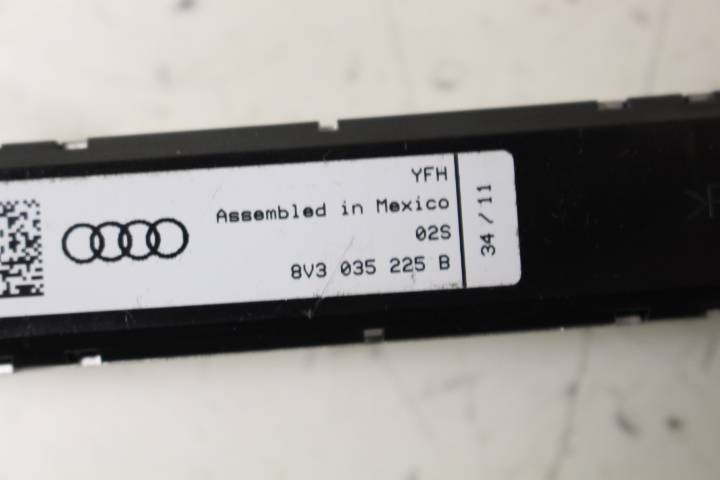 YFH
Assembled in Mexico
02S
8V3 035 225 B
34 / 11